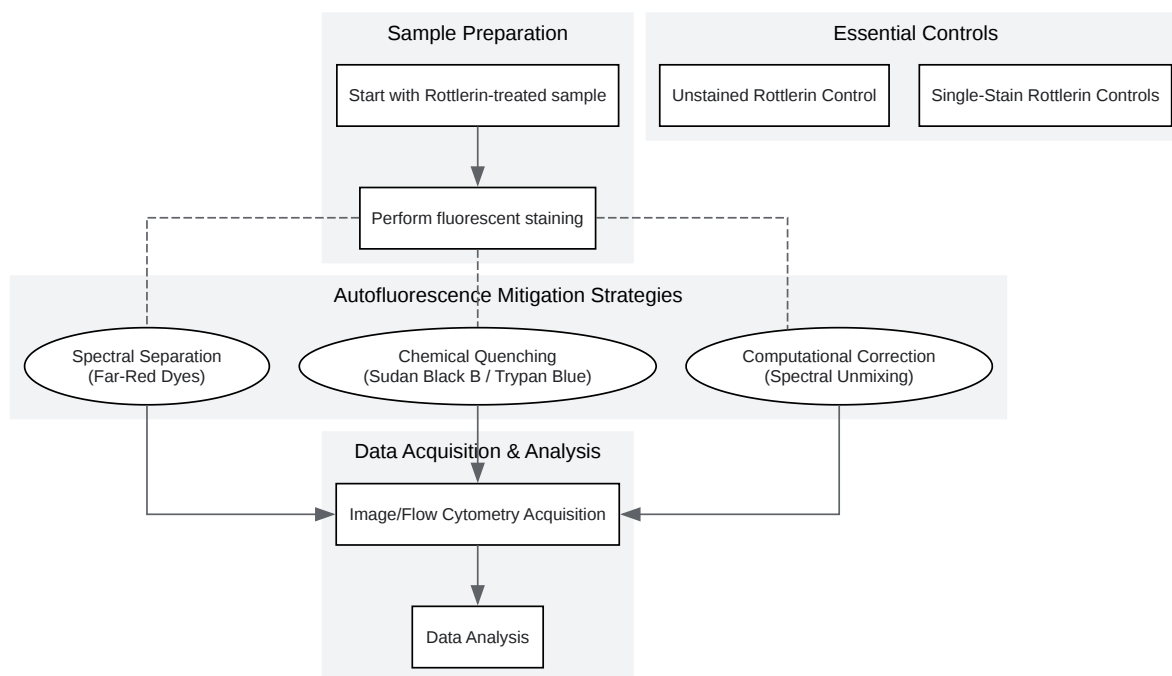 Sample Preparation
Essential Controls
Start with Rottlerin-treated sample
Unstained Rottlerin Control
Single-Stain Rottlerin Controls
Perform fluorescent staining
Autofluorescence Mitigation Strategies
Spectral Separation
(Far-Red Dyes)
Chemical Quenching
(Sudan Black B / Trypan Blue)
Computational Correction
(Spectral Unmixing)
Data Acquisition & Analysis
Image/Flow Cytometry Acquisition
Data Analysis